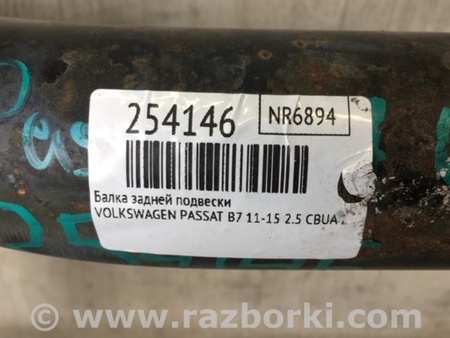 254146 NR6894
Балка задней подвески
VOLKSWAGEN PASSAT B7 11-15 2.5 CBUA
www.razborki.com